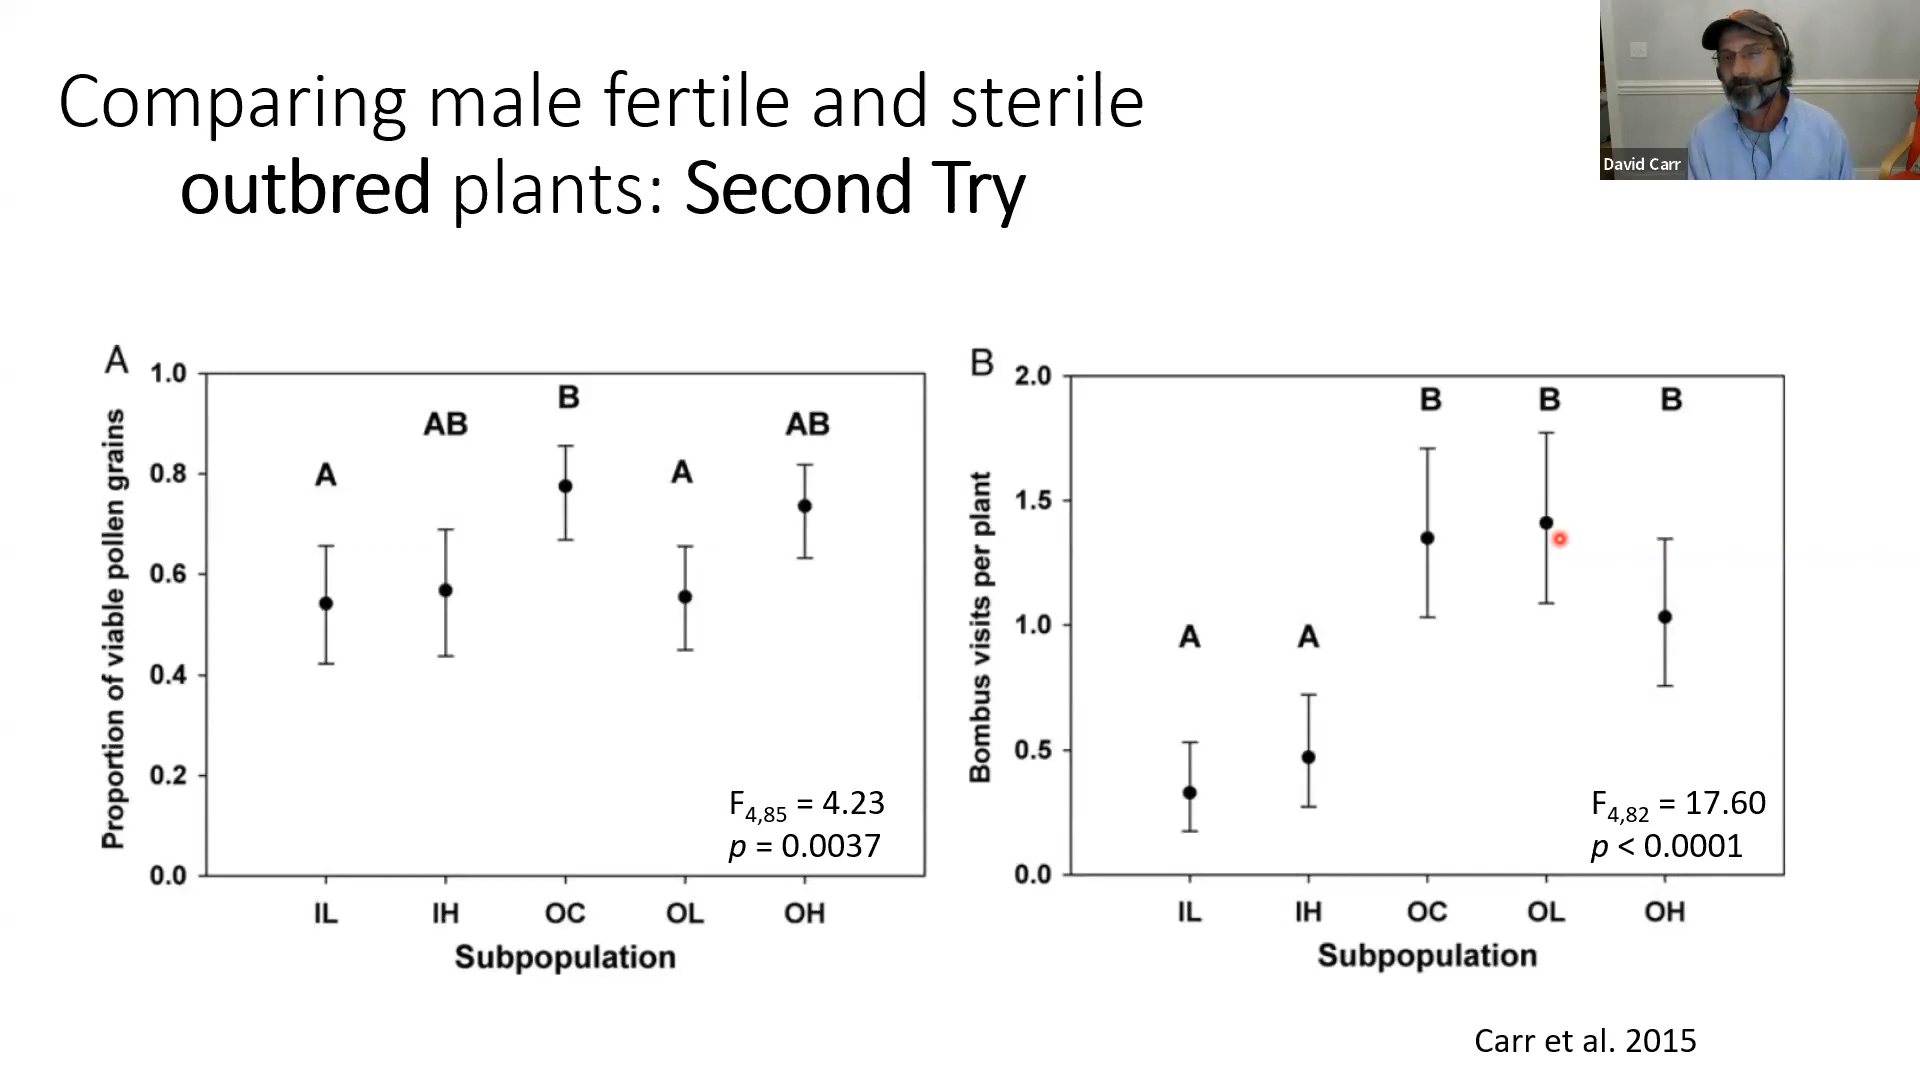 Comparing male fertile and sterile
outbred plants: Second Try
David Carr
A
Proportion of viable pollen grains
1.0
0.8
0.6
0.4
0.2
0.0
A
AB
B
A
AB
F4,85 = 4.23
p = 0.0037
IL IH OC OL OH
Subpopulation
B
Bombus visits per plant
2.0
1.5
1.0
0.5
0.0
A
A
B
B
B
F4,82 = 17.60
p < 0.0001
IL IH OC OL OH
Subpopulation
Carr et al. 2015